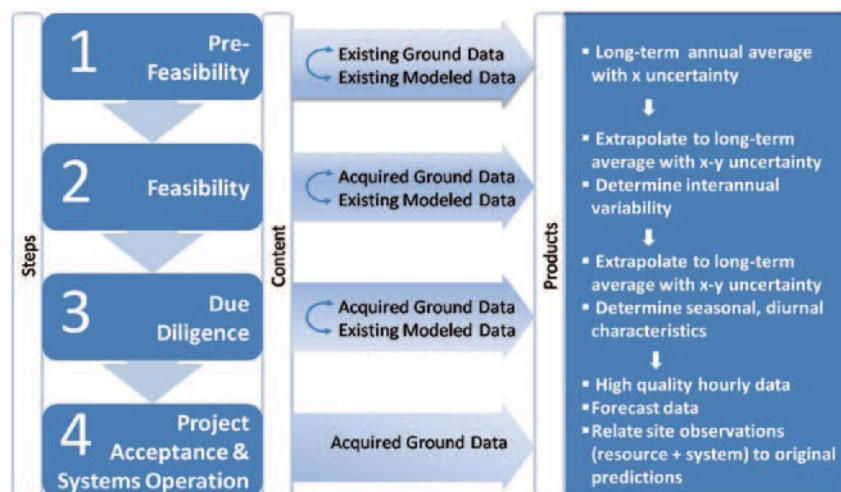 Steps
1
Pre-
Feasibility
2
Feasibility
3
Due
Diligence
4
Project
Acceptance &
Systems Operation
Content
Existing Ground Data
Existing Modeled Data
Acquired Ground Data
Existing Modeled Data
Acquired Ground Data
Existing Modeled Data
Acquired Ground Data
Products
▪ Long-term annual average
with x uncertainty
▪ Extrapolate to long-term
average with x-y uncertainty
▪ Determine interannual
variability
▪ Extrapolate to long-term
average with x-y uncertainty
▪ Determine seasonal, diurnal
characteristics
▪ High quality hourly data
▪ Forecast data
▪ Relate site observations
(resource + system) to original
predictions